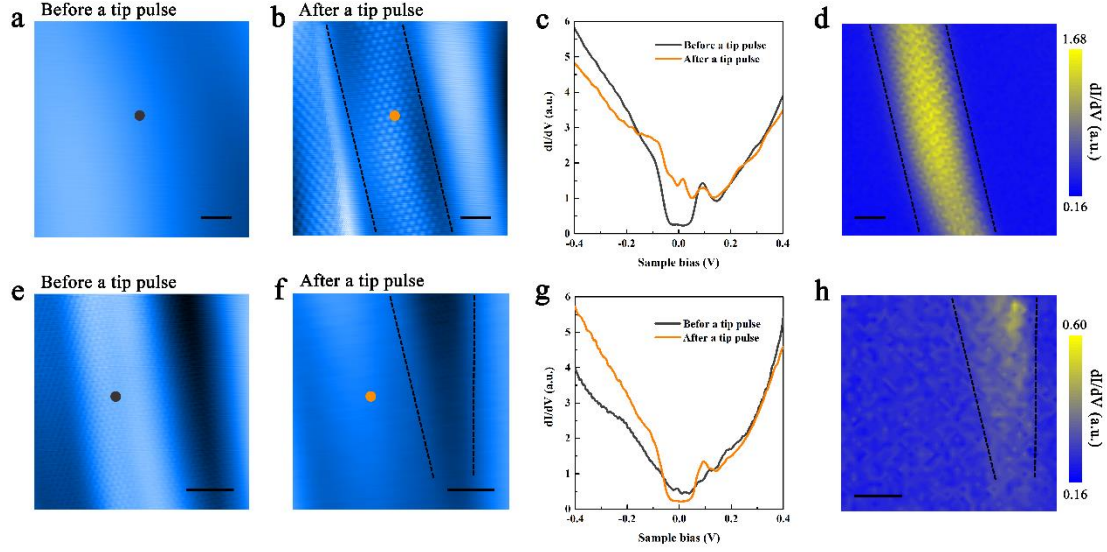 a
Before a tip pulse
b
After a tip pulse
c
6
5
4
3
2
1
0
dI/dV (a.u.)
Before a tip pulse
After a tip pulse
-0.4
-0.2
0.0
0.2
0.4
Sample bias (V)
d
1.68
dI/dV (a.u.)
0.16
e
Before a tip pulse
f
After a tip pulse
g
6
5
4
3
2
1
0
dI/dV (a.u.)
Befor a tip pulse
After a tip pulse
-0.4
-0.2
0.0
0.2
0.4
Sample bias (V)
h
0.60
dI/dV (a.u.)
0.16